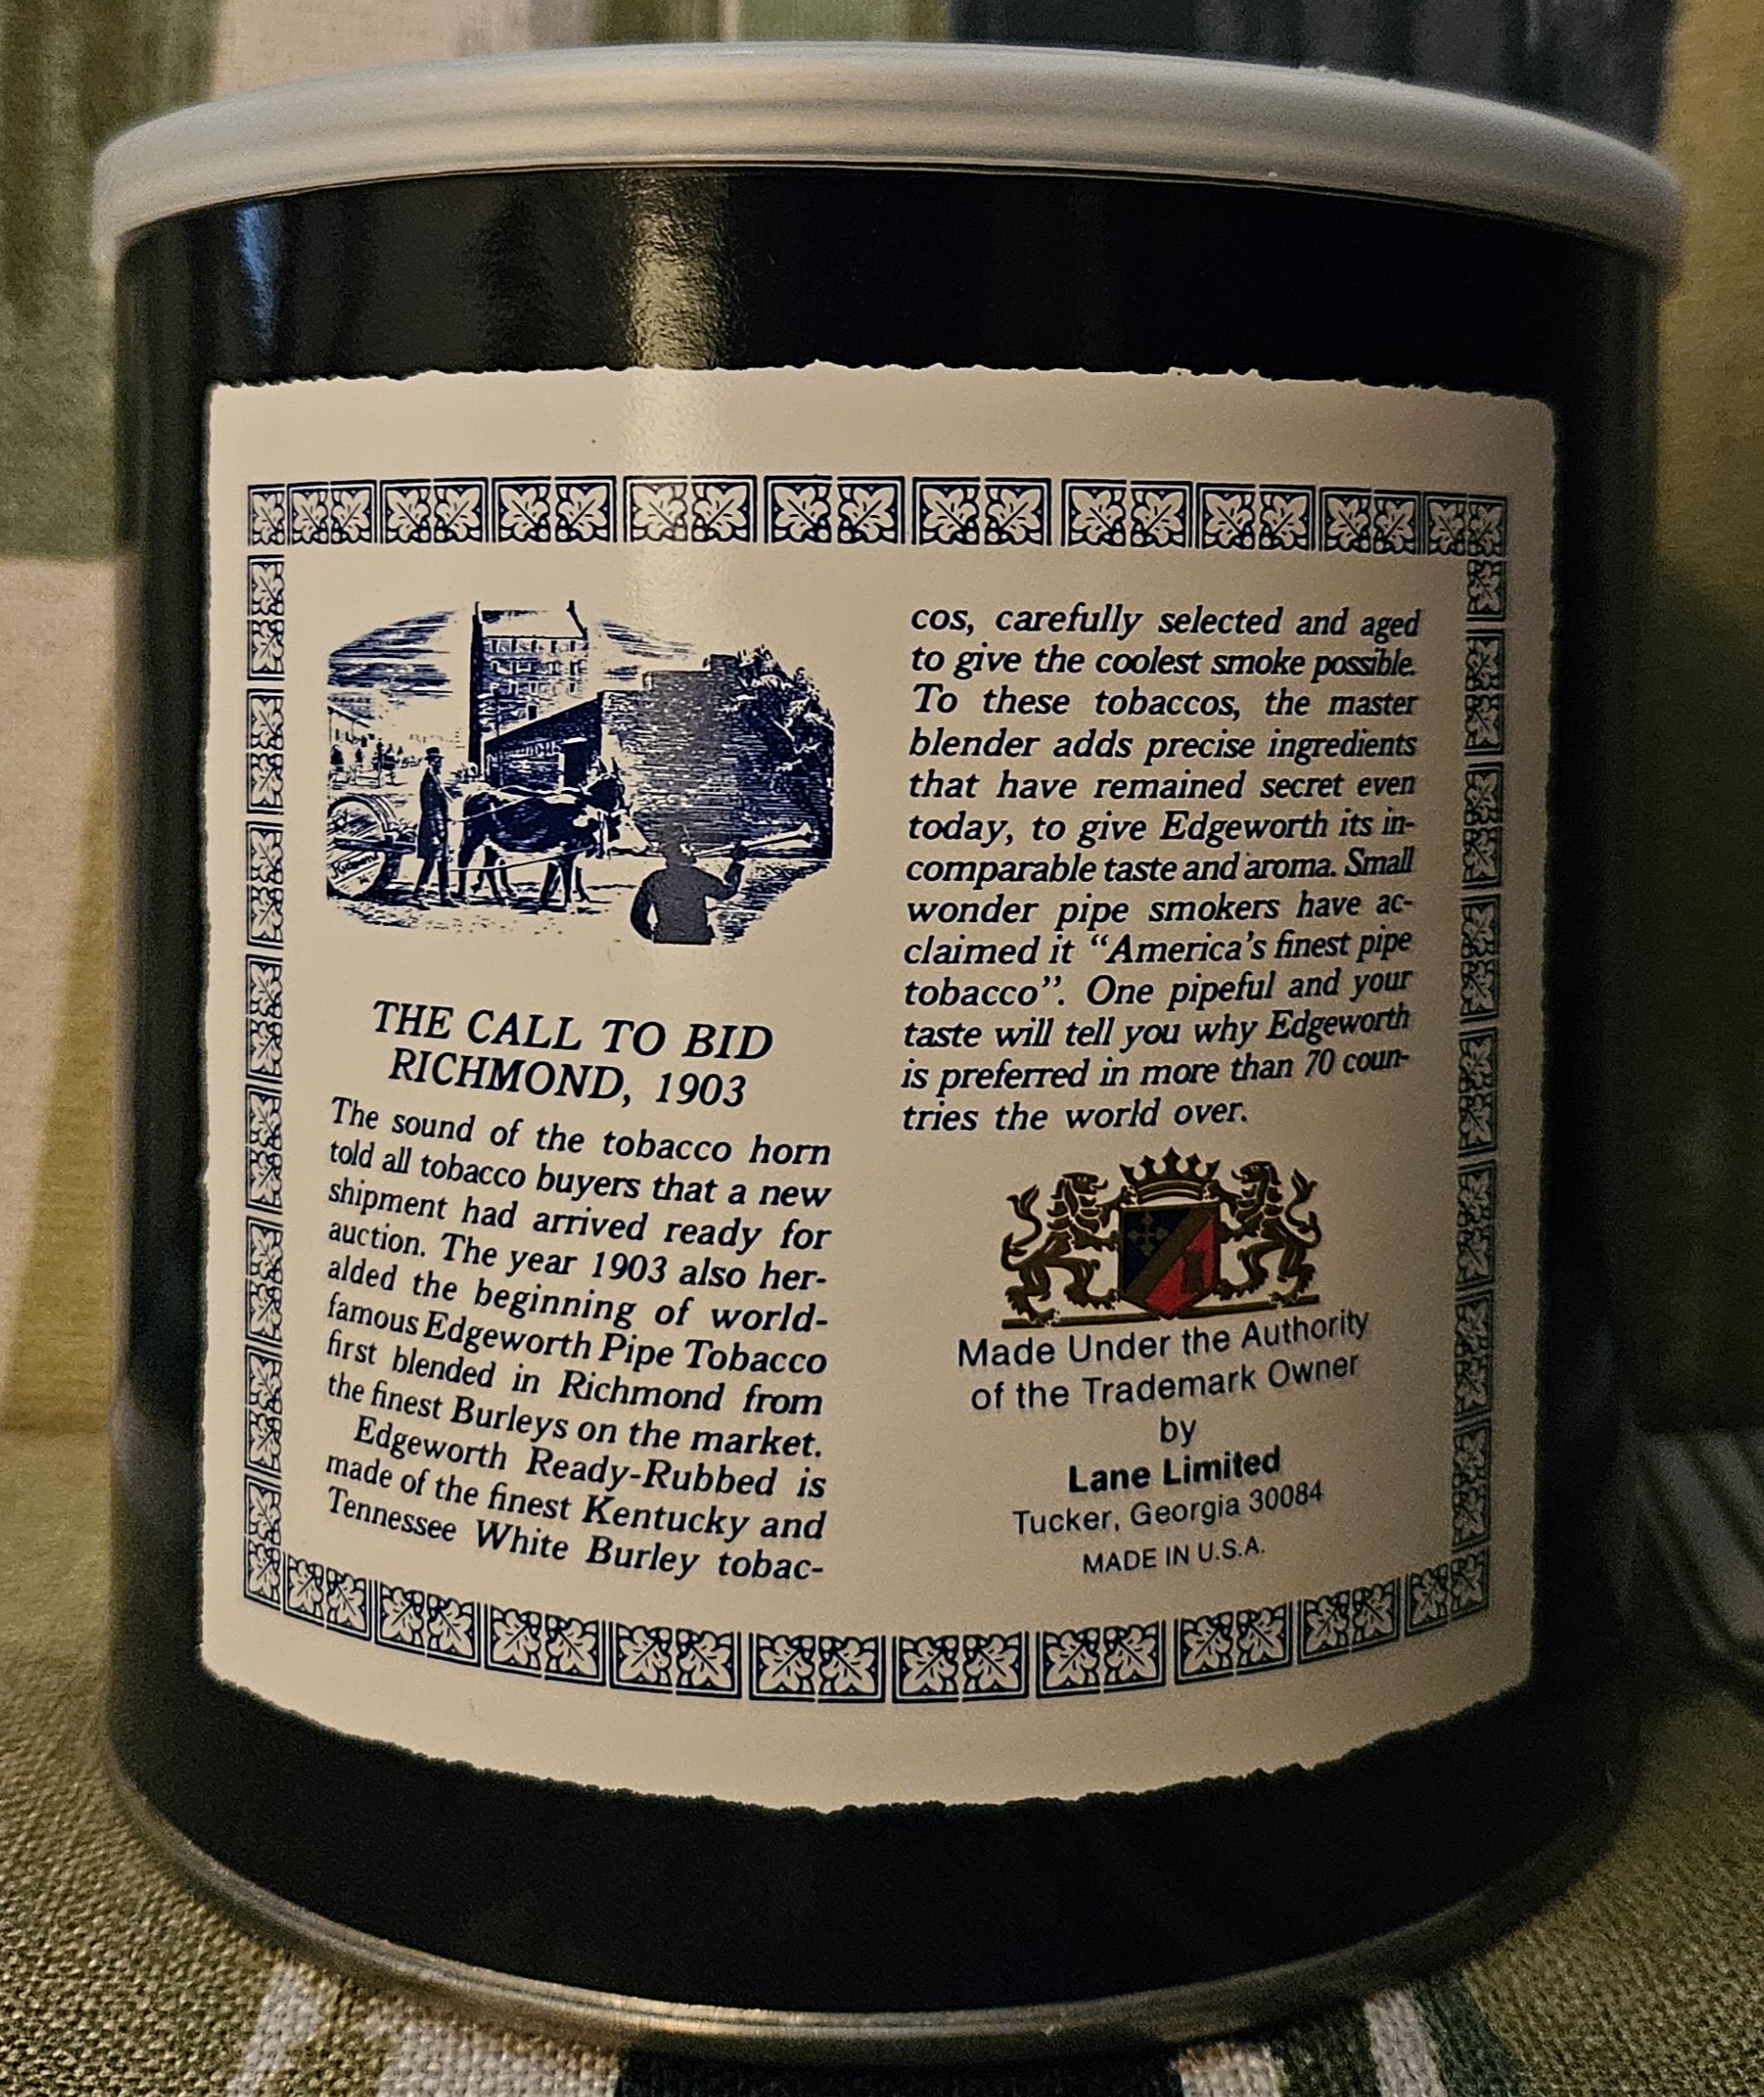 THE CALL TO BID
RICHMOND, 1903
The sound of the tobacco horn
told all tobacco buyers that a new
shipment had arrived ready for
auction. The year 1903 also her-
alded the beginning of world-
famous Edgeworth Pipe Tobacco
first blended in Richmond from
the finest Burleys on the market.
Edgeworth Ready-Rubbed is
made of the finest Kentucky and
Tennessee White Burley tobac-
cos, carefully selected and aged
to give the coolest smoke possible.
To these tobaccos, the master
blender adds precise ingredients
that have remained secret even
today, to give Edgeworth its in-
comparable taste and aroma. Small
wonder pipe smokers have ac-
claimed it “America’s finest pipe
tobacco”. One pipeful and your
taste will tell you why Edgeworth
is preferred in more than 70 coun-
tries the world over.
Made Under the Authority
of the Trademark Owner
by
Lane Limited
Tucker, Georgia 30084
MADE IN U.S.A.